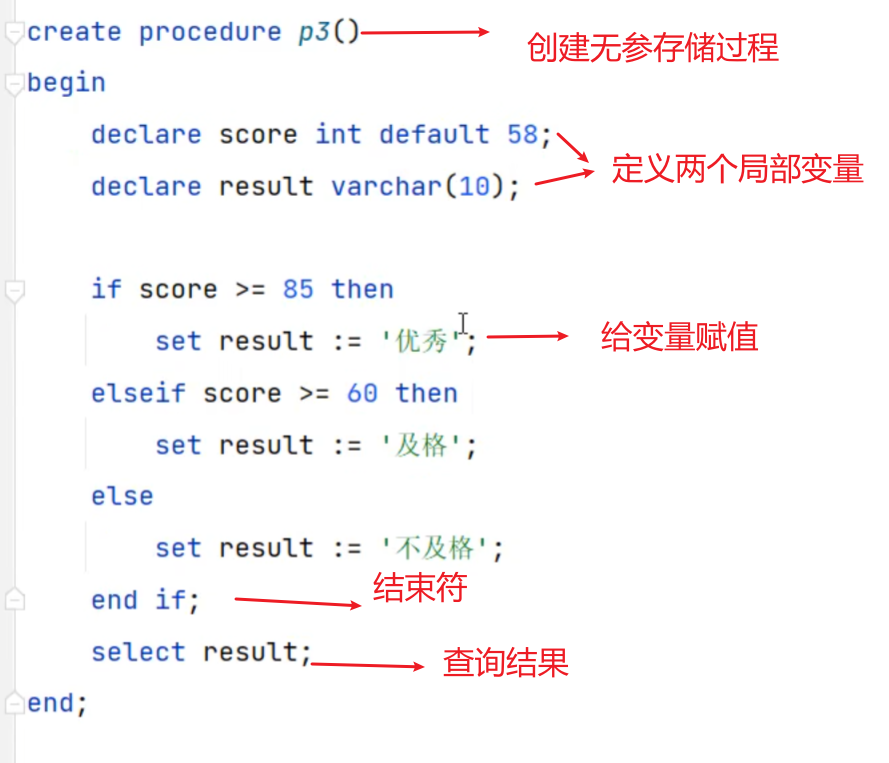 create procedure p3()
创建无参存储过程
begin
declare score int default 58;
declare result varchar(10);
定义两个局部变量
if score >= 85 then
set result := '优秀';
给变量赋值
elseif score >= 60 then
set result := '及格';
else
set result := '不及格';
end if;
结束符
select result;
查询结果
end;